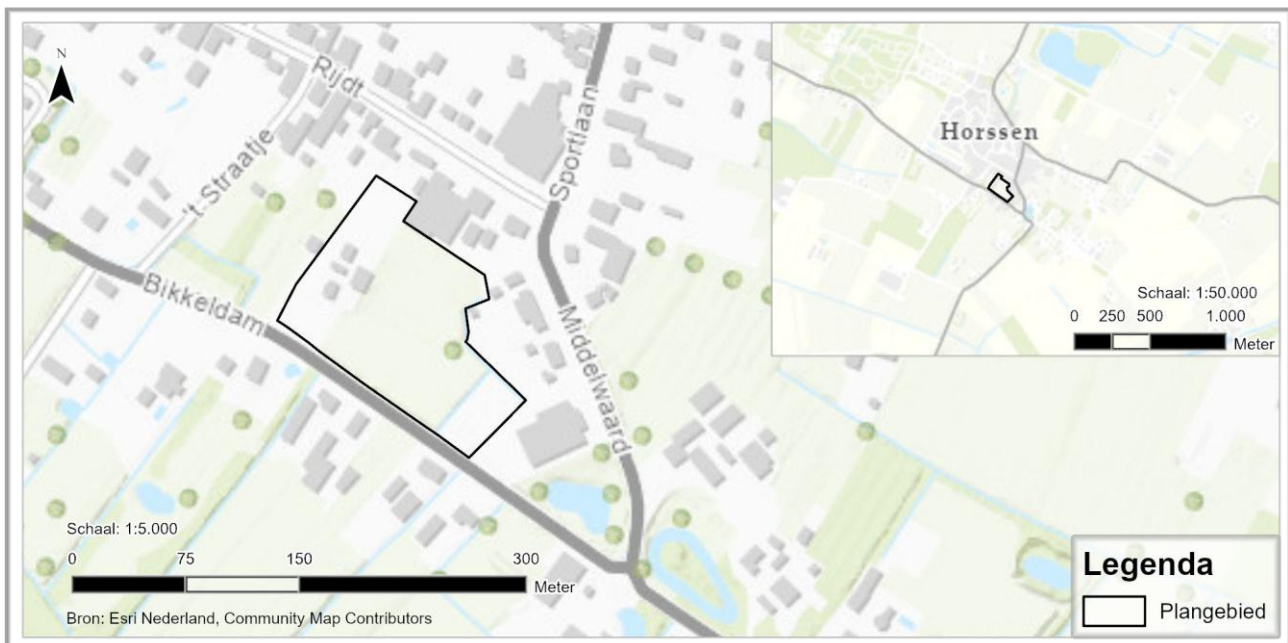 N
Rijdt
Sportlaan
't Straatje
Bikkeldam
Middelwaard
Schaal: 1:5.000
0 75 150 300
Meter
Bron: Esri Nederland, Community Map Contributors
Horssen
Schaal: 1:50.000
0 250 500 1.000
Meter
Legenda
Plangebied